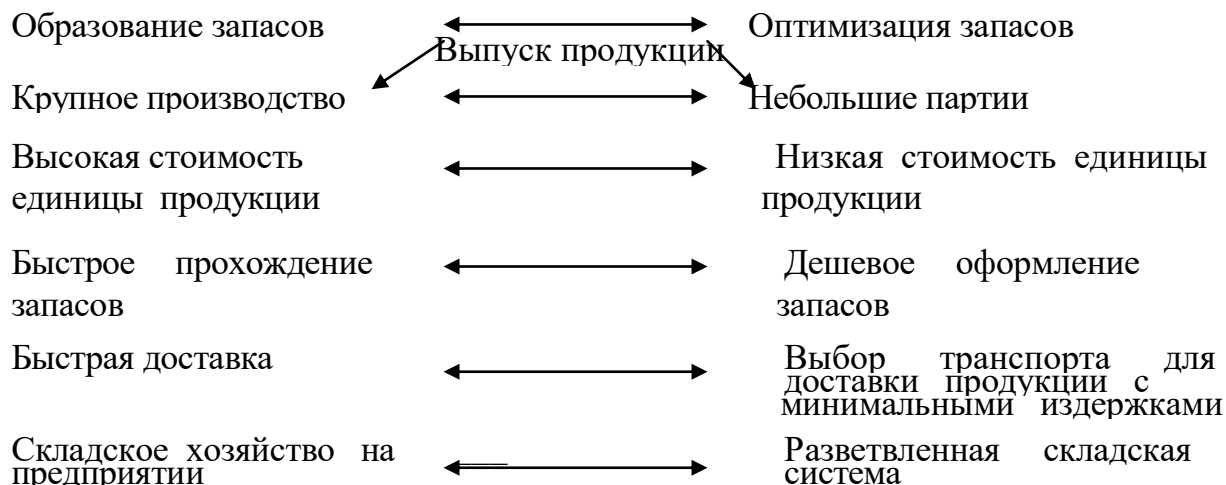 Образование запасов Оптимизация запасов
Выпуск продукции
Крупное производство Небольшие партии
Высокая стоимость Низкая стоимость единицы
единицы продукции продукции
Быстрое прохождение Дешевое оформление
запасов запасов
Быстрая доставка Выбор транспорта для
доставки продукции с
минимальными издержками
Складское хозяйство на Разветвленная складская
предприятии система